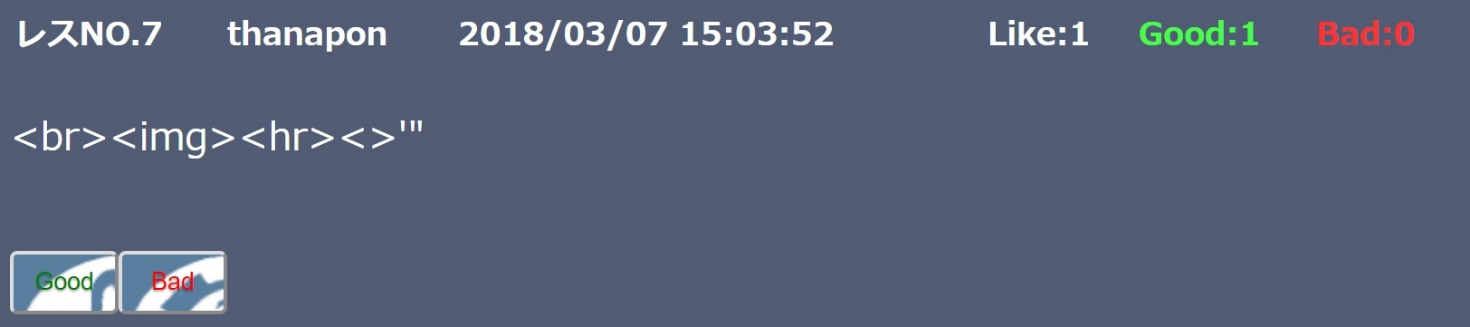 レスNO.7 thanapon 2018/03/07 15:03:52 Like:1 Good:1 Bad:0
<br><img><hr><>'"
Good Bad